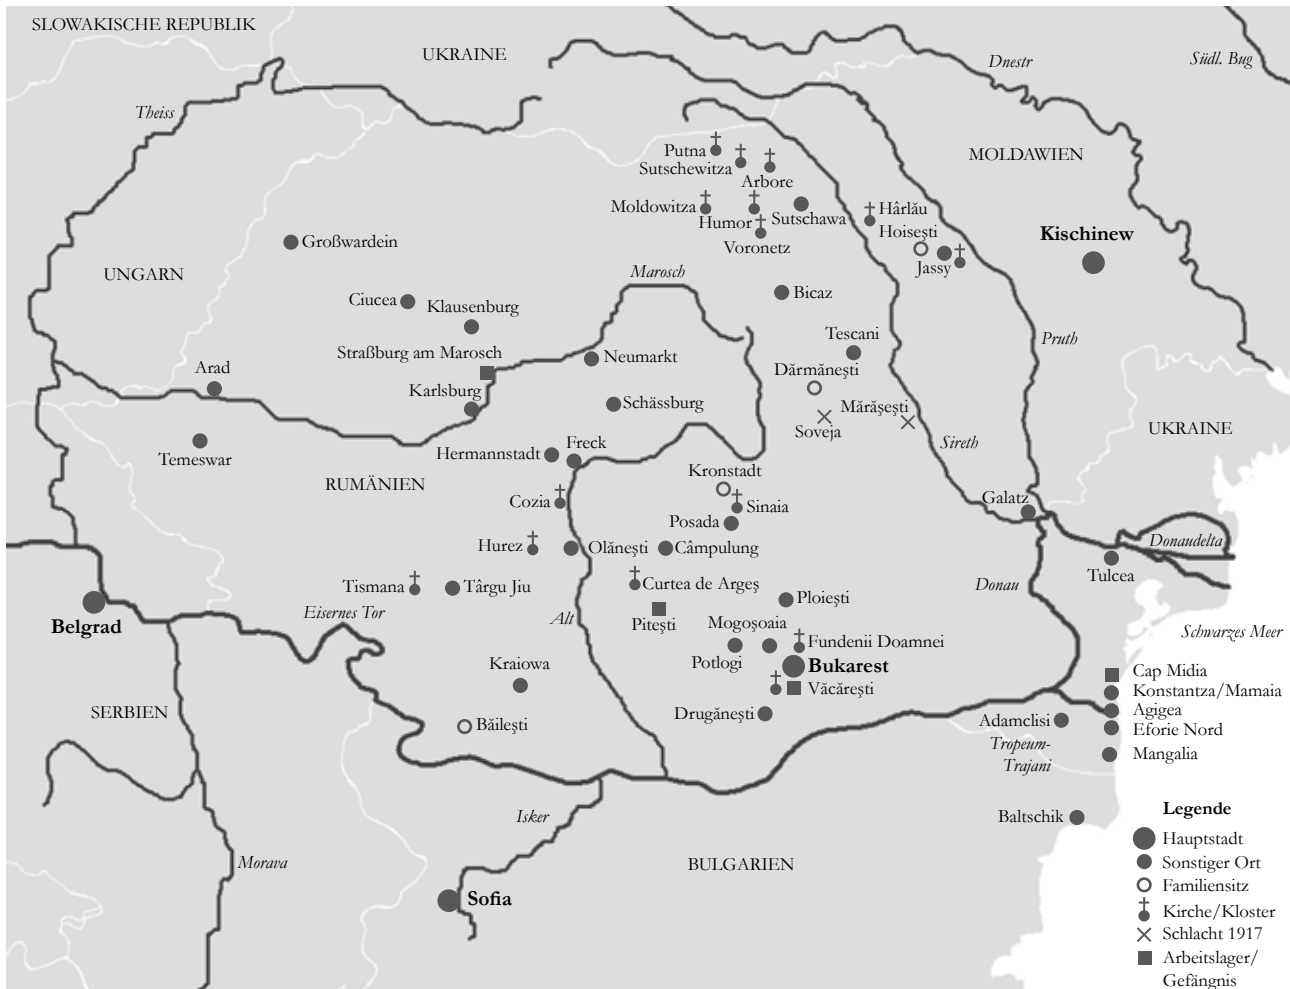 SLOWAKISCHE REPUBLIK
UKRAINE
Dnestr
Südl. Bug
Theiss
MOLDAWIEN
Putna
Sutschewitza
Arbore
Moldowitza
Humor
Sutschawa
Voronetz
Hârlău
Hoisești
Jassy
Kischinew
Großwardein
UNGARN
Marosch
Ciucea
Klausenburg
Bicaz
Straßburg am Marosch
Neumarkt
Tescani
Pruth
Arad
Karlsburg
Schässburg
Dărmănești
Mărășești
Soveja
Temeswar
Hermannstadt
Freck
Sireth
UKRAINE
RUMÄNIEN
Kronstadt
Cozia
Sinaia
Posada
Galatz
Hurez
Olănești
Câmpulung
Donaudelta
Tulcea
Tismana
Târgu Jiu
Curtea de Argeș
Donau
Belgrad
Eisernes Tor
Alt
Pitești
Ploiești
Mogoșoaia
Fundenii Doamnei
Potlogi
Bukarest
Schwarzes Meer
Kraiowa
Văcărești
Cap Midia
Konstantza/Mamaia
Agigea
Eforie Nord
Mangalia
SERBIEN
Băilești
Drugănești
Adamclisi
Tropeum-
Trajani
Isker
Baltschik
Morava
BULGARIEN
Sofia
Legende
Hauptstadt
Sonstiger Ort
Familiensitz
Kirche/Kloster
Schlacht 1917
Arbeitslager/
Gefängnis